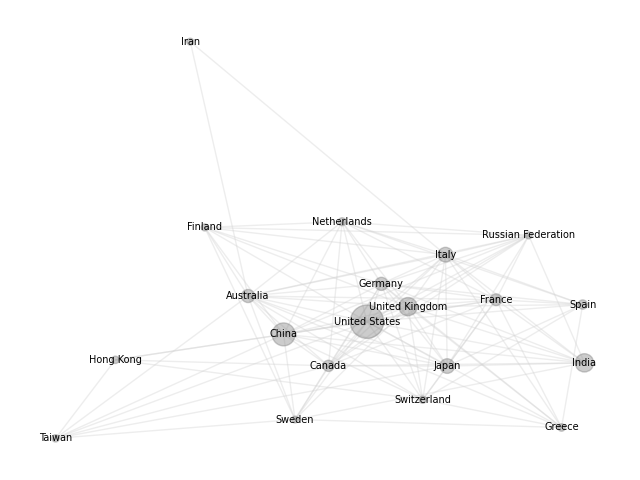 Iran
Netherlands
Finland
Russian Federation
Italy
Germany
Australia
France
United Kingdom
Spain
United States
China
Hong Kong
India
Canada
Japan
Switzerland
Sweden
Greece
Taiwan